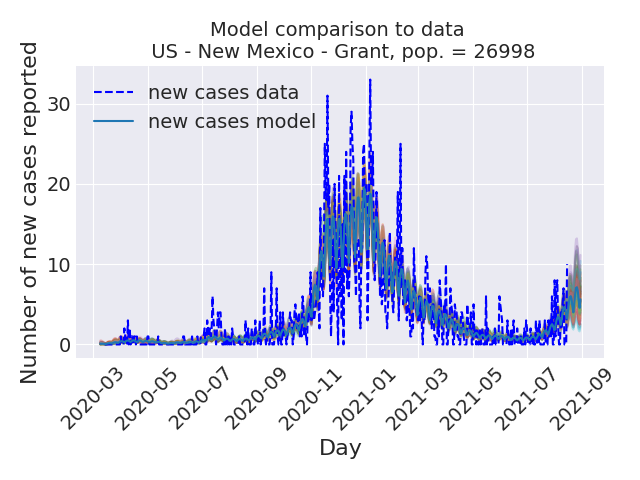 Model comparison to data
US - New Mexico - Grant, pop. = 26998
Number of new cases reported
30
20
10
0
new cases data
new cases model
2020-03
2020-05
2020-07
2020-09
2020-11
2021-01
2021-03
2021-05
2021-07
2021-09
Day